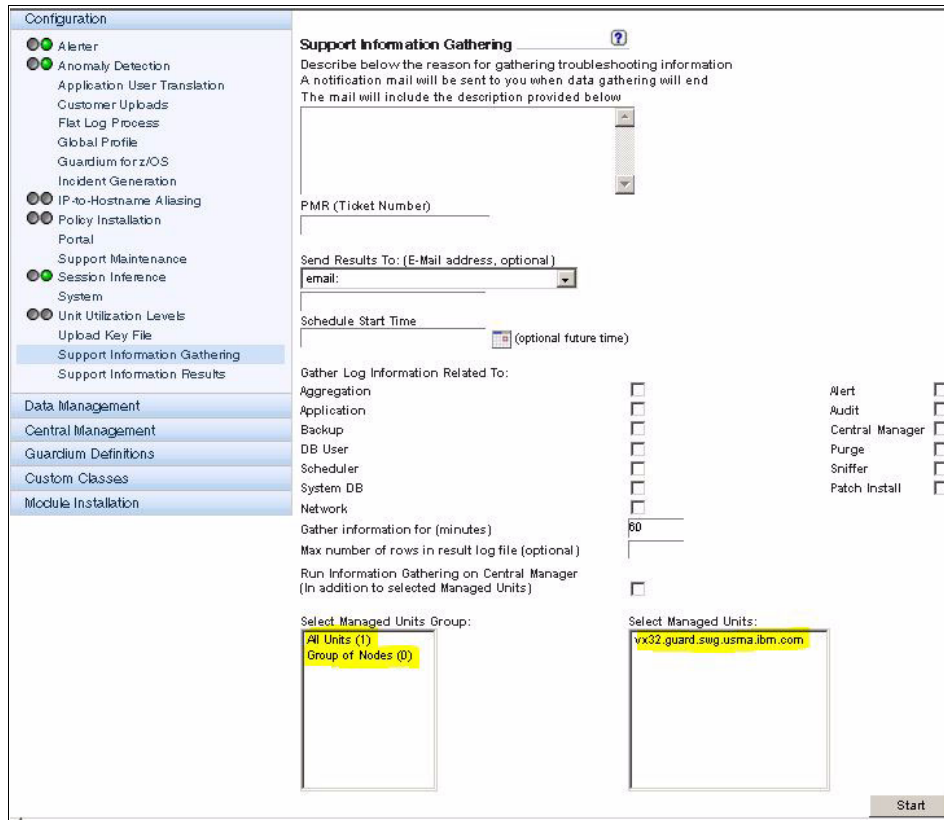 Configuration
Alerter
Anomaly Detection
Application User Translation
Customer Uploads
Flat Log Process
Global Profile
Guardium for z/OS
Incident Generation
IP-to-Hostname Aliasing
Policy Installation
Portal
Support Maintenance
Session Inference
System
Unit Utilization Levels
Upload Key File
Support Information Gathering
Support Information Results
Data Management
Central Management
Guardium Definitions
Custom Classes
Module Installation
Support Information Gathering ?
Describe below the reason for gathering troubleshooting information
A notification mail will be sent to you when data gathering will end
The mail will include the description provided below
PMR (Ticket Number)
Send Results To: (E-Mail address, optional)
email:
Schedule Start Time
(optional future time)
Gather Log Information Related To:
Aggregation Alert
Application Audit
Backup Central Manager
DB User Purge
Scheduler Sniffer
System DB Patch Install
Network
Gather information for (minutes) 60
Max number of rows in result log file (optional)
Run Information Gathering on Central Manager
(In addition to selected Managed Units)
Select Managed Units Group: Select Managed Units:
All Units (1) vx32.guard.swg.usma.ibm.com
Group of Nodes (0)
Start